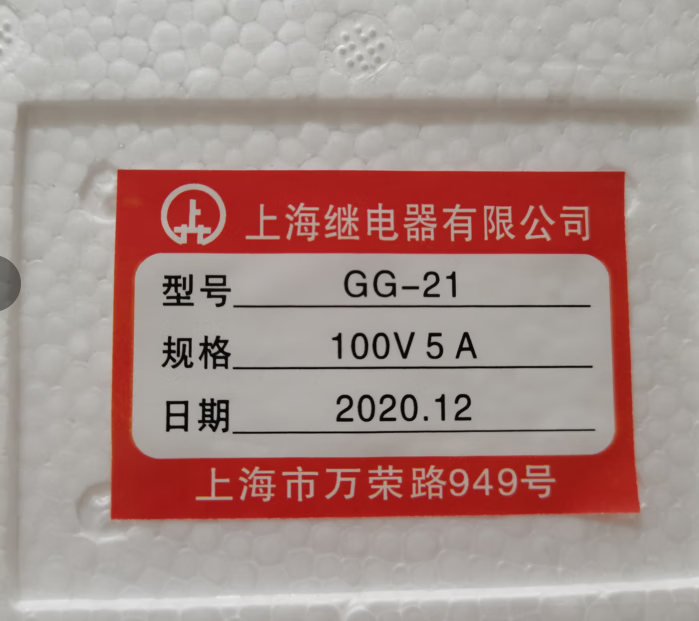 上海继电器有限公司
型号 GG-21
规格 100V 5 A
日期 2020.12
上海市万荣路949号